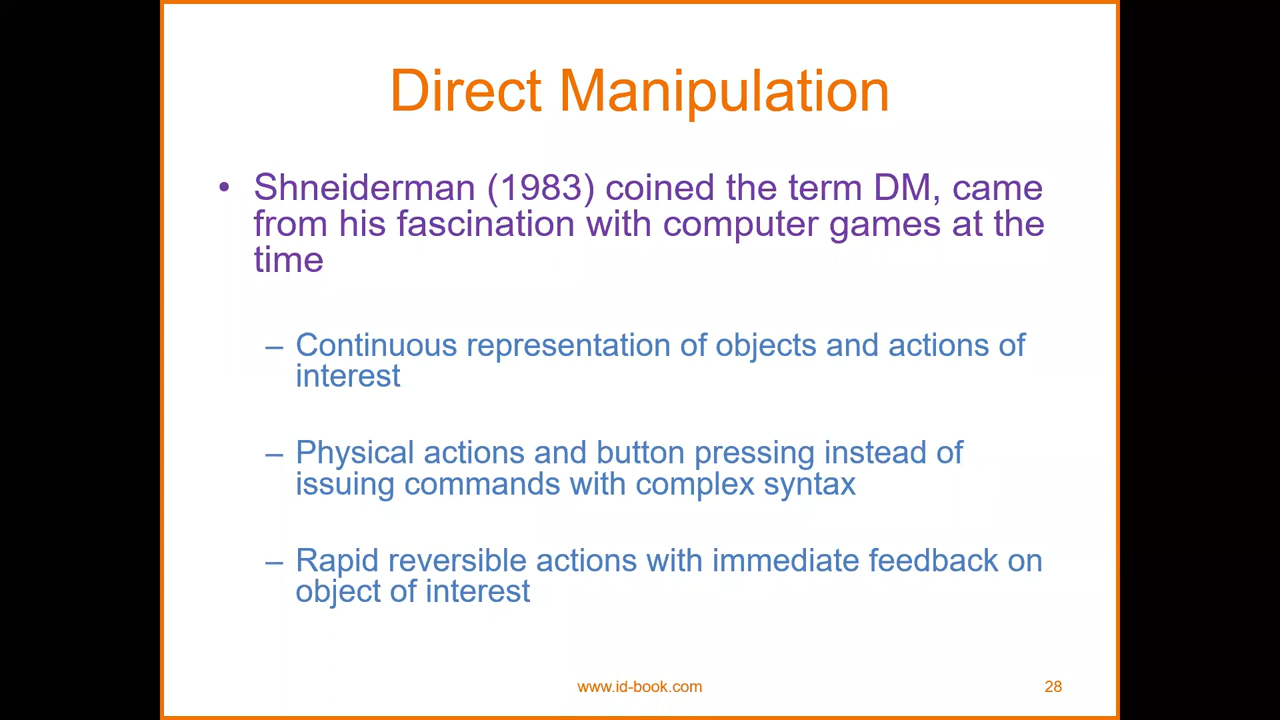 Direct Manipulation
• Shneiderman (1983) coined the term DM, came
from his fascination with computer games at the
time
– Continuous representation of objects and actions of
interest
– Physical actions and button pressing instead of
issuing commands with complex syntax
– Rapid reversible actions with immediate feedback on
object of interest
www.id-book.com
28